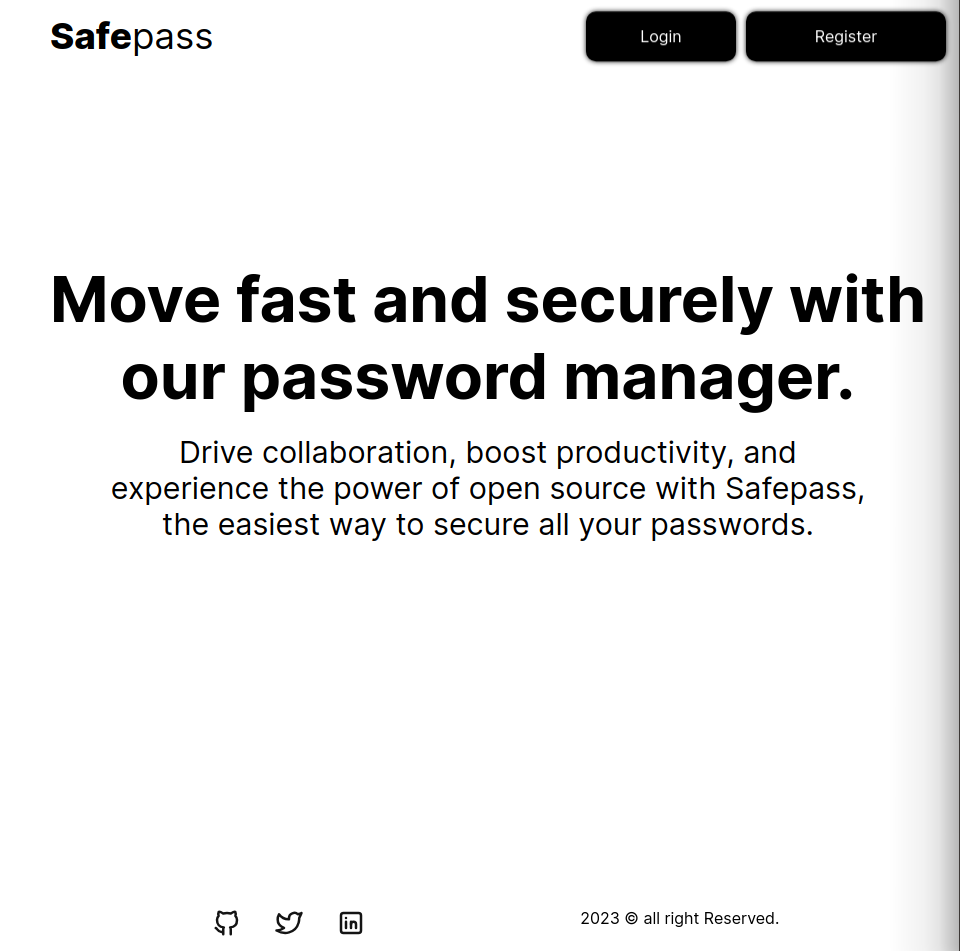 Safepass
Login
Register
Move fast and securely with
our password manager.
Drive collaboration, boost productivity, and
experience the power of open source with Safepass,
the easiest way to secure all your passwords.
2023 © all right Reserved.